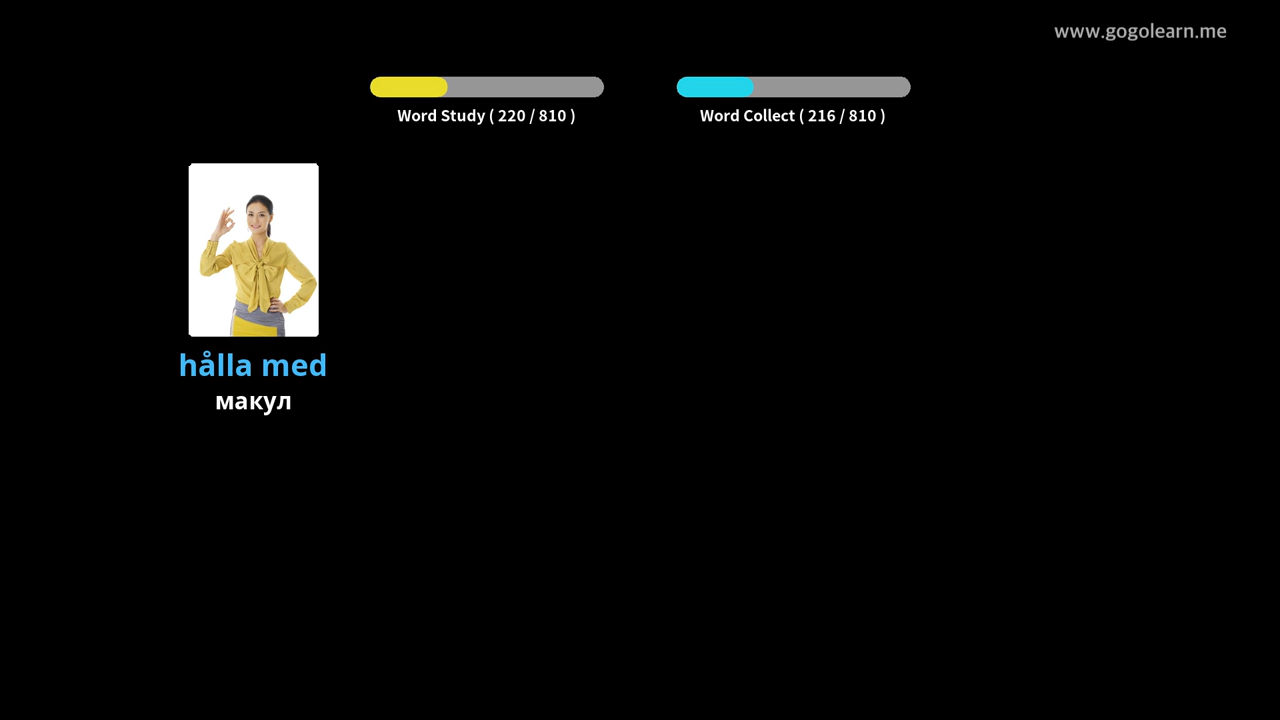 www.gogolearn.me
Word Study ( 220 / 810 )
Word Collect ( 216 / 810 )
hålla med
макул